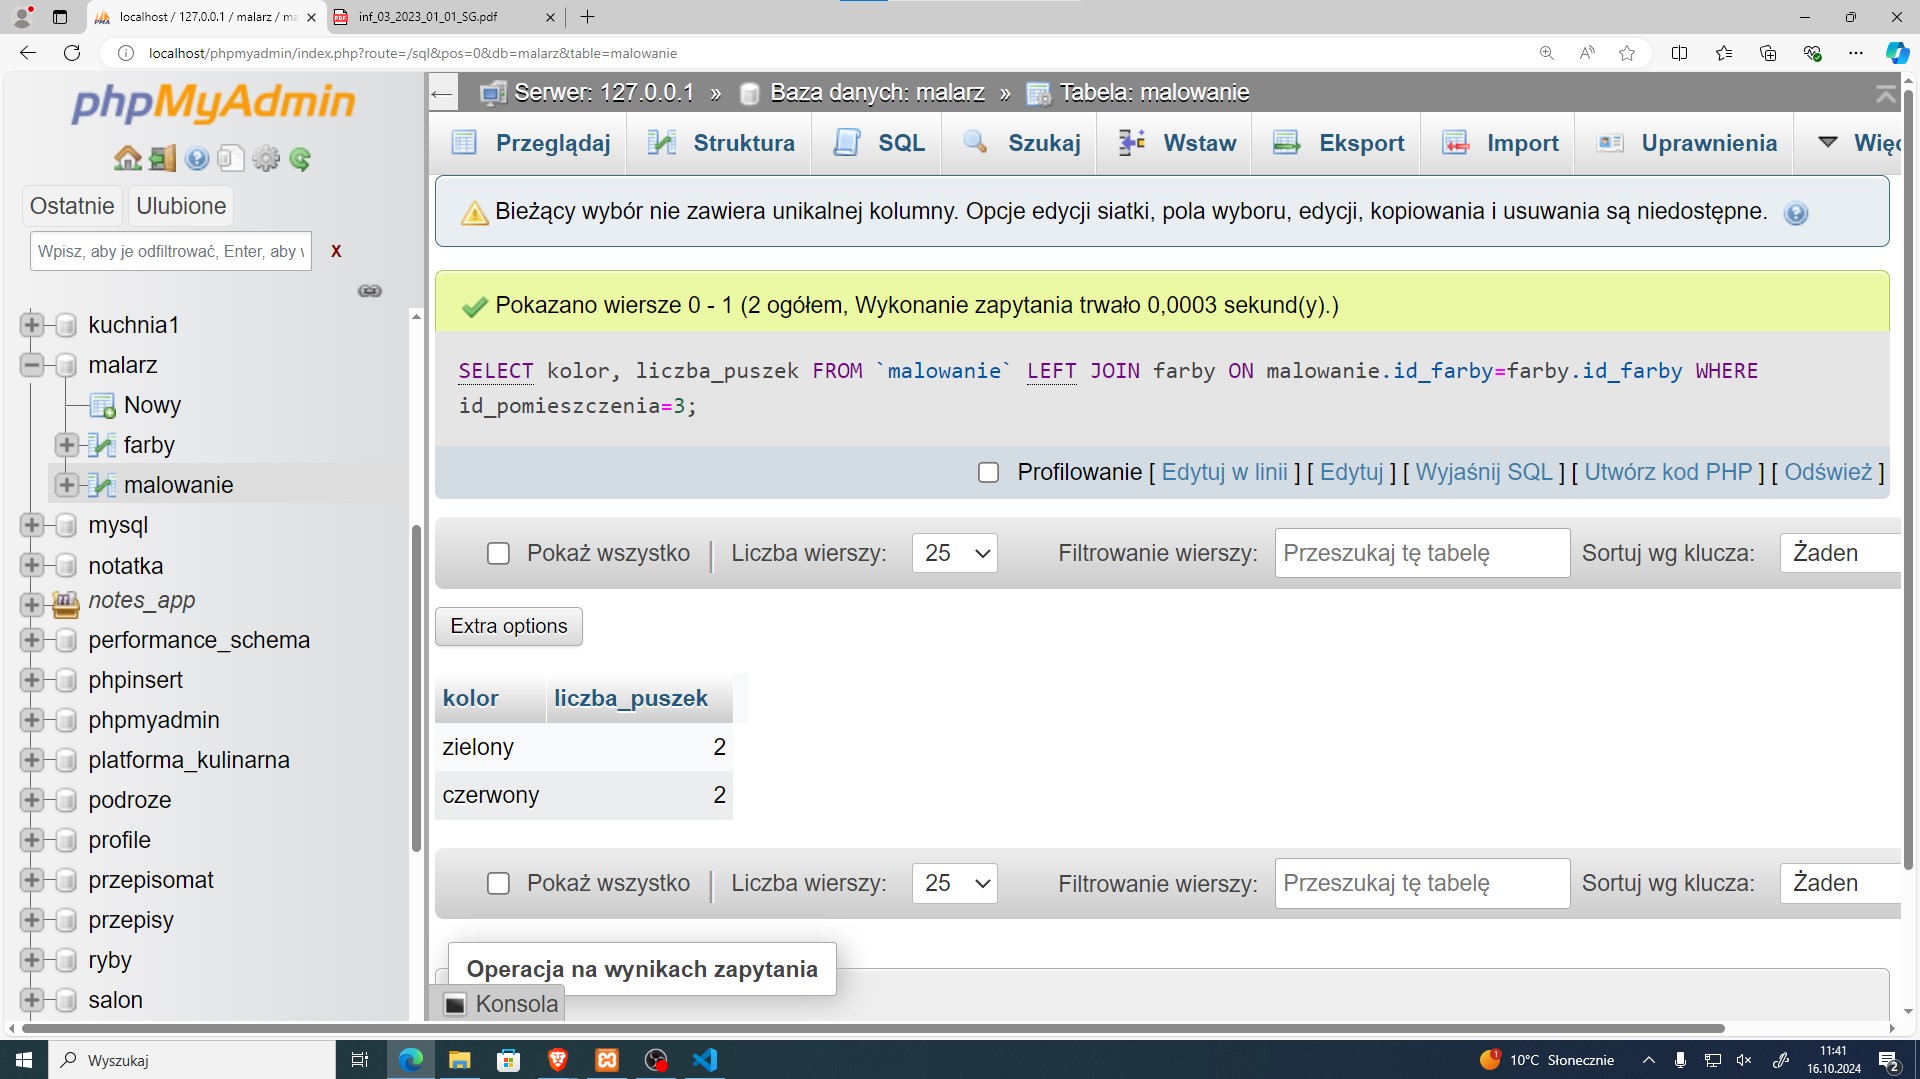 localhost / 127.0.0.1 / malarz / ma
inf_03_2023_01_01_SG.pdf
localhost/phpmyadmin/index.php?route=/sql&pos=0&db=malarz&table=malowanie
phpMyAdmin
Ostatnie
Ulubione
Wpisz, aby je odfiltrować, Enter, aby w
X
kuchnia1
malarz
Nowy
farby
malowanie
mysql
notatka
notes_app
performance_schema
phpinsert
phpmyadmin
platforma_kulinarna
podroze
profile
przepisomat
przepisy
ryby
salon
Serwer: 127.0.0.1 » Baza danych: malarz » Tabela: malowanie
Przeglądaj Struktura SQL Szukaj Wstaw Eksport Import Uprawnienia Więc
Bieżący wybór nie zawiera unikalnej kolumny. Opcje edycji siatki, pola wyboru, edycji, kopiowania i usuwania są niedostępne.
Pokazano wiersze 0 - 1 (2 ogółem, Wykonanie zapytania trwało 0,0003 sekund(y).)
SELECT kolor, liczba_puszek FROM `malowanie` LEFT JOIN farby ON malowanie.id_farby=farby.id_farby WHERE
id_pomieszczenia=3;
Profilowanie [ Edytuj w linii ] [ Edytuj ] [ Wyjaśnij SQL ] [ Utwórz kod PHP ] [ Odśwież ]
Pokaż wszystko | Liczba wierszy: 25 Filtrowanie wierszy: Przeszukaj tę tabelę Sortuj wg klucza: Żaden
Extra options
kolor liczba_puszek
zielony 2
czerwony 2
Pokaż wszystko | Liczba wierszy: 25 Filtrowanie wierszy: Przeszukaj tę tabelę Sortuj wg klucza: Żaden
Operacja na wynikach zapytania
Konsola
Wyszukaj
10°C Słonecznie
11:41
16.10.2024